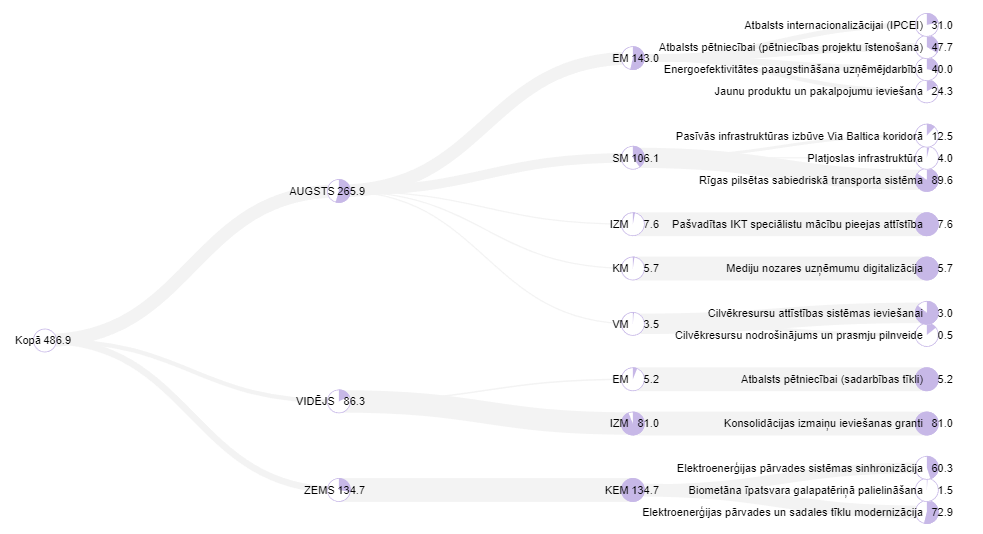 Atbalsts internacionalizācijai (IPCEI) 31.0
Atbalsts pētniecībai (pētniecības projektu īstenošana) 47.7
EM 143.0
Energoefektivitātes paaugstināšana uzņēmējdarbībā 40.0
Jaunu produktu un pakalpojumu ieviešana 24.3
Pasīvās infrastruktūras izbūve Via Baltica koridorā 12.5
SM 106.1
Platjoslas infrastruktūra 4.0
Rīgas pilsētas sabiedriskā transporta sistēma 89.6
AUGSTS 265.9
IZM 7.6
Pašvadītas IKT speciālistu mācību pieejas attīstība 7.6
KM 5.7
Mediju nozares uzņēmumu digitalizācija 5.7
Cilvēkresursu attīstības sistēmas ieviešanai 3.0
VM 3.5
Cilvēkresursu nodrošinājums un prasmju pilnveide 0.5
Kopā 486.9
EM 5.2
Atbalsts pētniecībai (sadarbības tīkli) 5.2
VIDĒJS 86.3
IZM 81.0
Konsolidācijas izmaiņu ieviešanas granti 81.0
Elektroenerģijas pārvades sistēmas sinhronizācija 60.3
ZEMS 134.7
KEM 134.7
Biometāna īpatsvara galapatēriņā palielināšana 1.5
Elektroenerģijas pārvades un sadales tīklu modernizācija 72.9